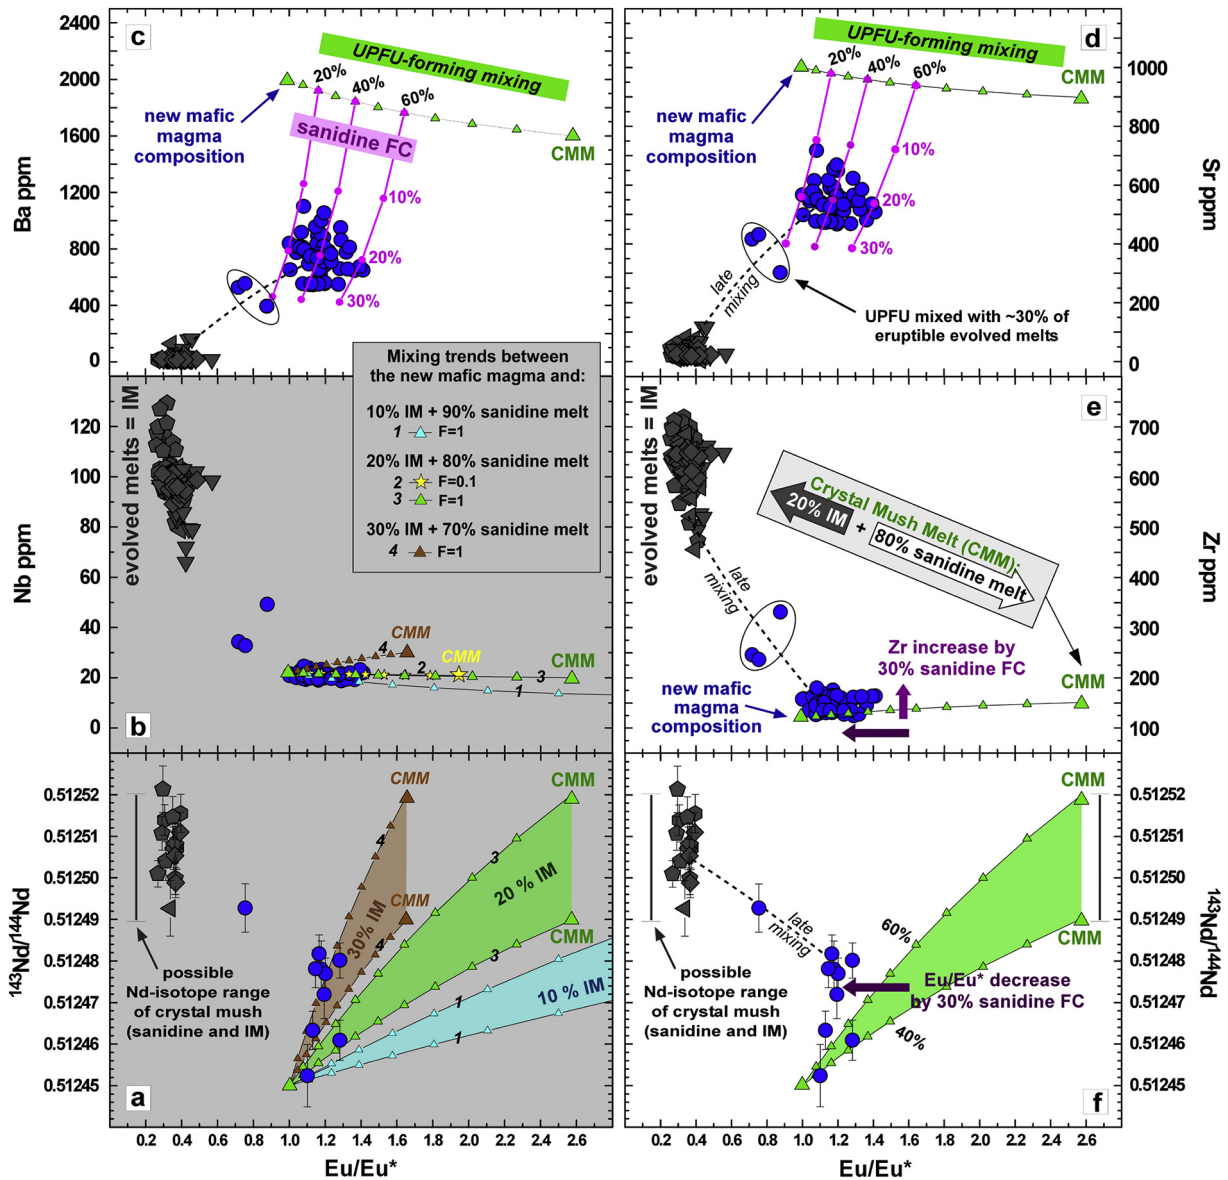 c
UPFU-forming mixing
20%
40%
60%
new mafic
magma
composition
sanidine FC
CMM
10%
20%
30%
Ba ppm
2400
2000
1600
1200
800
400
0
d
UPFU-forming mixing
20%
40%
60%
CMM
new mafic
magma
composition
10%
20%
30%
late
mixing
UPFU mixed with ~30% of
eruptible evolved melts
Sr ppm
1000
800
600
400
200
0
evolved melts = IM
Mixing trends between
the new mafic magma and:
10% IM + 90% sanidine melt
1 F=1
20% IM + 80% sanidine melt
2 F=0.1
3 F=1
30% IM + 70% sanidine melt
4 F=1
Nb ppm
120
100
80
60
40
20
0
CMM
4
CMM
2
CMM
3
1
b
evolved melts = IM
e
Crystal Mush Melt (CMM):
20% IM
+
80% sanidine melt
late
mixing
Zr increase by
30% sanidine FC
new mafic
magma
composition
CMM
Zr ppm
700
600
500
400
300
200
100
143Nd/144Nd
0.51252
0.51251
0.51250
0.51249
0.51248
0.51247
0.51246
0.51245
CMM
CMM
4
3
20 % IM
30% IM
CMM
4
CMM
3
1
10 % IM
1
possible
Nd-isotope range
of crystal mush
(sanidine and IM)
a
0.2 0.4 0.6 0.8 1.0 1.2 1.4 1.6 1.8 2.0 2.2 2.4 2.6
Eu/Eu*
CMM
60%
late
mixing
CMM
Eu/Eu* decrease
by 30% sanidine FC
40%
possible
Nd-isotope range
of crystal mush
(sanidine and IM)
f
143Nd/144Nd
0.51252
0.51251
0.51250
0.51249
0.51248
0.51247
0.51246
0.51245
0.2 0.4 0.6 0.8 1.0 1.2 1.4 1.6 1.8 2.0 2.2 2.4 2.6
Eu/Eu*